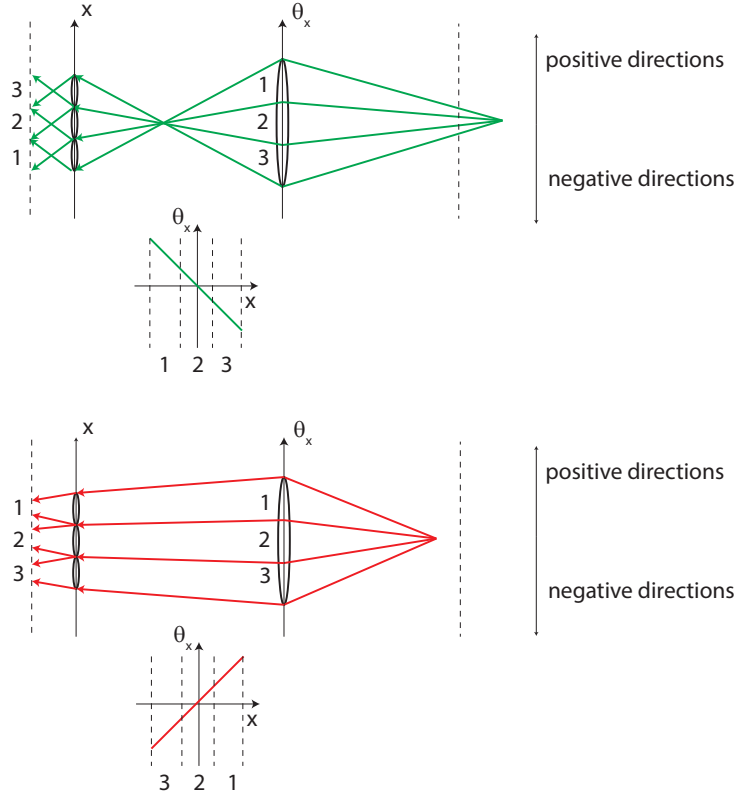 x
θx
positive directions
3
2
1
1
2
3
negative directions
θx
x
1 2 3
x
θx
positive directions
1
2
3
1
2
3
negative directions
θx
x
3 2 1